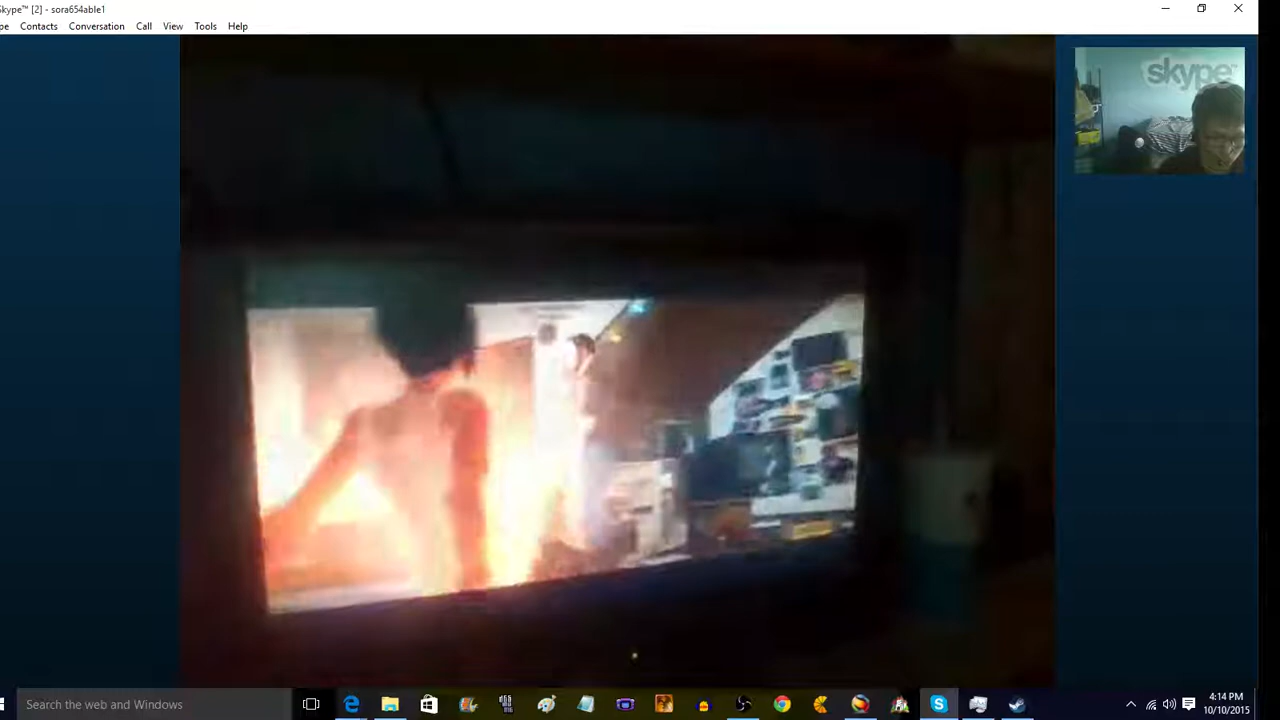 Skype™ [2] - sora654able1
pe Contacts Conversation Call View Tools Help
skype
Search the web and Windows
4:14 PM
10/10/2015